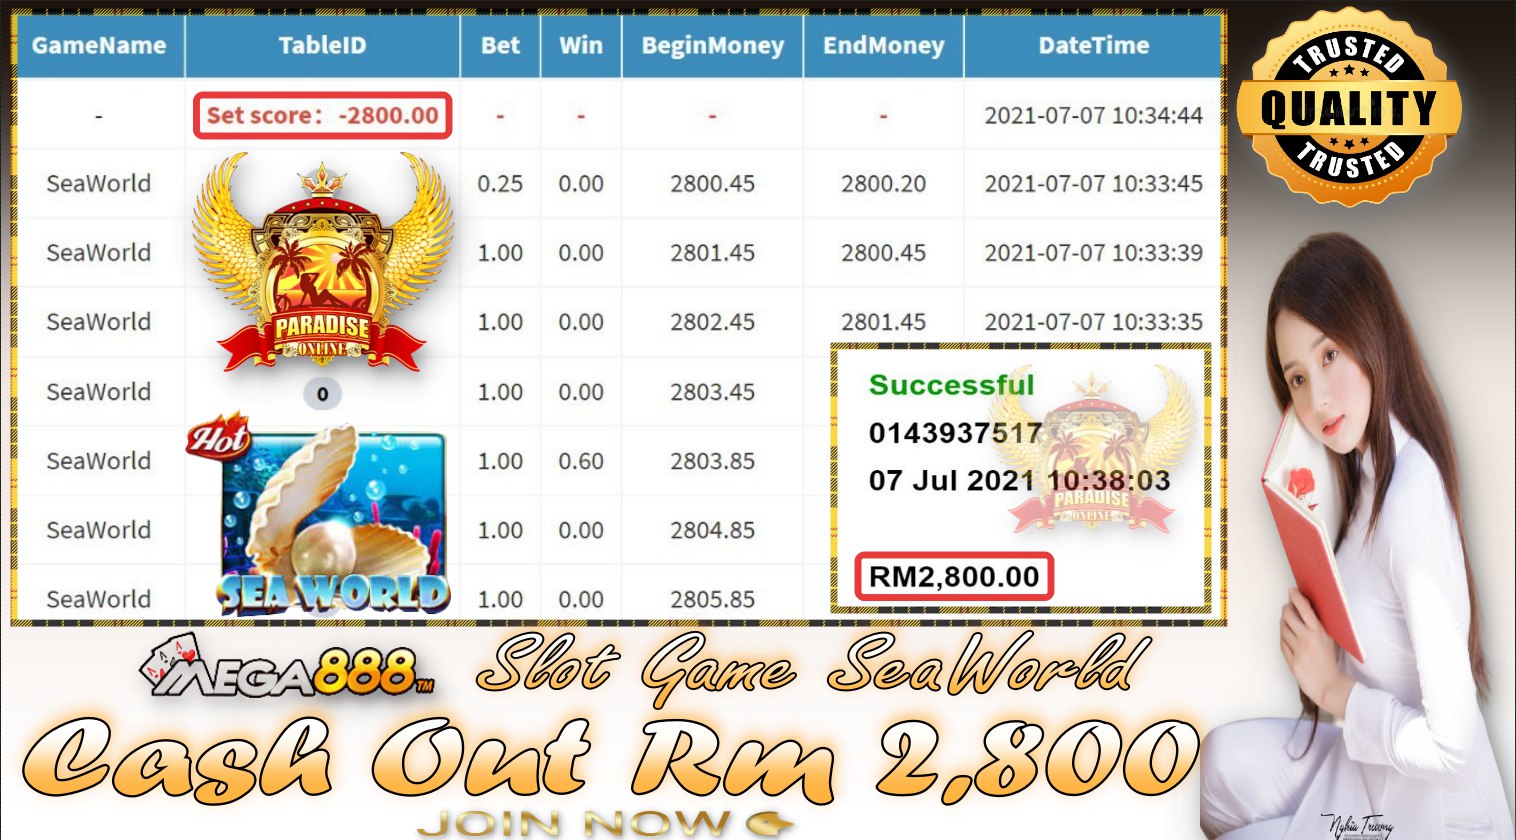 GameName TableID Bet Win BeginMoney EndMoney DateTime
- Set score: -2800.00 - - - - 2021-07-07 10:34:44
SeaWorld 0.25 0.00 2800.45 2800.20 2021-07-07 10:33:45
SeaWorld 1.00 0.00 2801.45 2800.45 2021-07-07 10:33:39
SeaWorld 1.00 0.00 2802.45 2801.45 2021-07-07 10:33:35
SeaWorld 0 1.00 0.00 2803.45
SeaWorld 1.00 0.60 2803.85
SeaWorld 1.00 0.00 2804.85
SeaWorld 1.00 0.00 2805.85
PARADISE
ONLINE
Hot
SEA WORLD
Successful
0143937517
07 Jul 2021 10:38:03
PARADISE
ONLINE
RM2,800.00
TRUSTED
QUALITY
TRUSTED
MEGA888 TM
Slot Game SeaWorld
Cash Out Rm 2,800
JOIN NOW
Nghĩa Trương